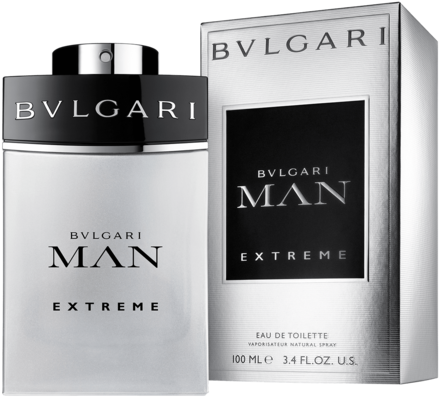 BVLGARI
BVLGARI
MAN
EXTREME
BVLGARI
BVLGARI
MAN
EXTREME
EAU DE TOILETTE
VAPORISATEUR NATURAL SPRAY
100 ML℮ 3.4 FL.OZ. U.S.